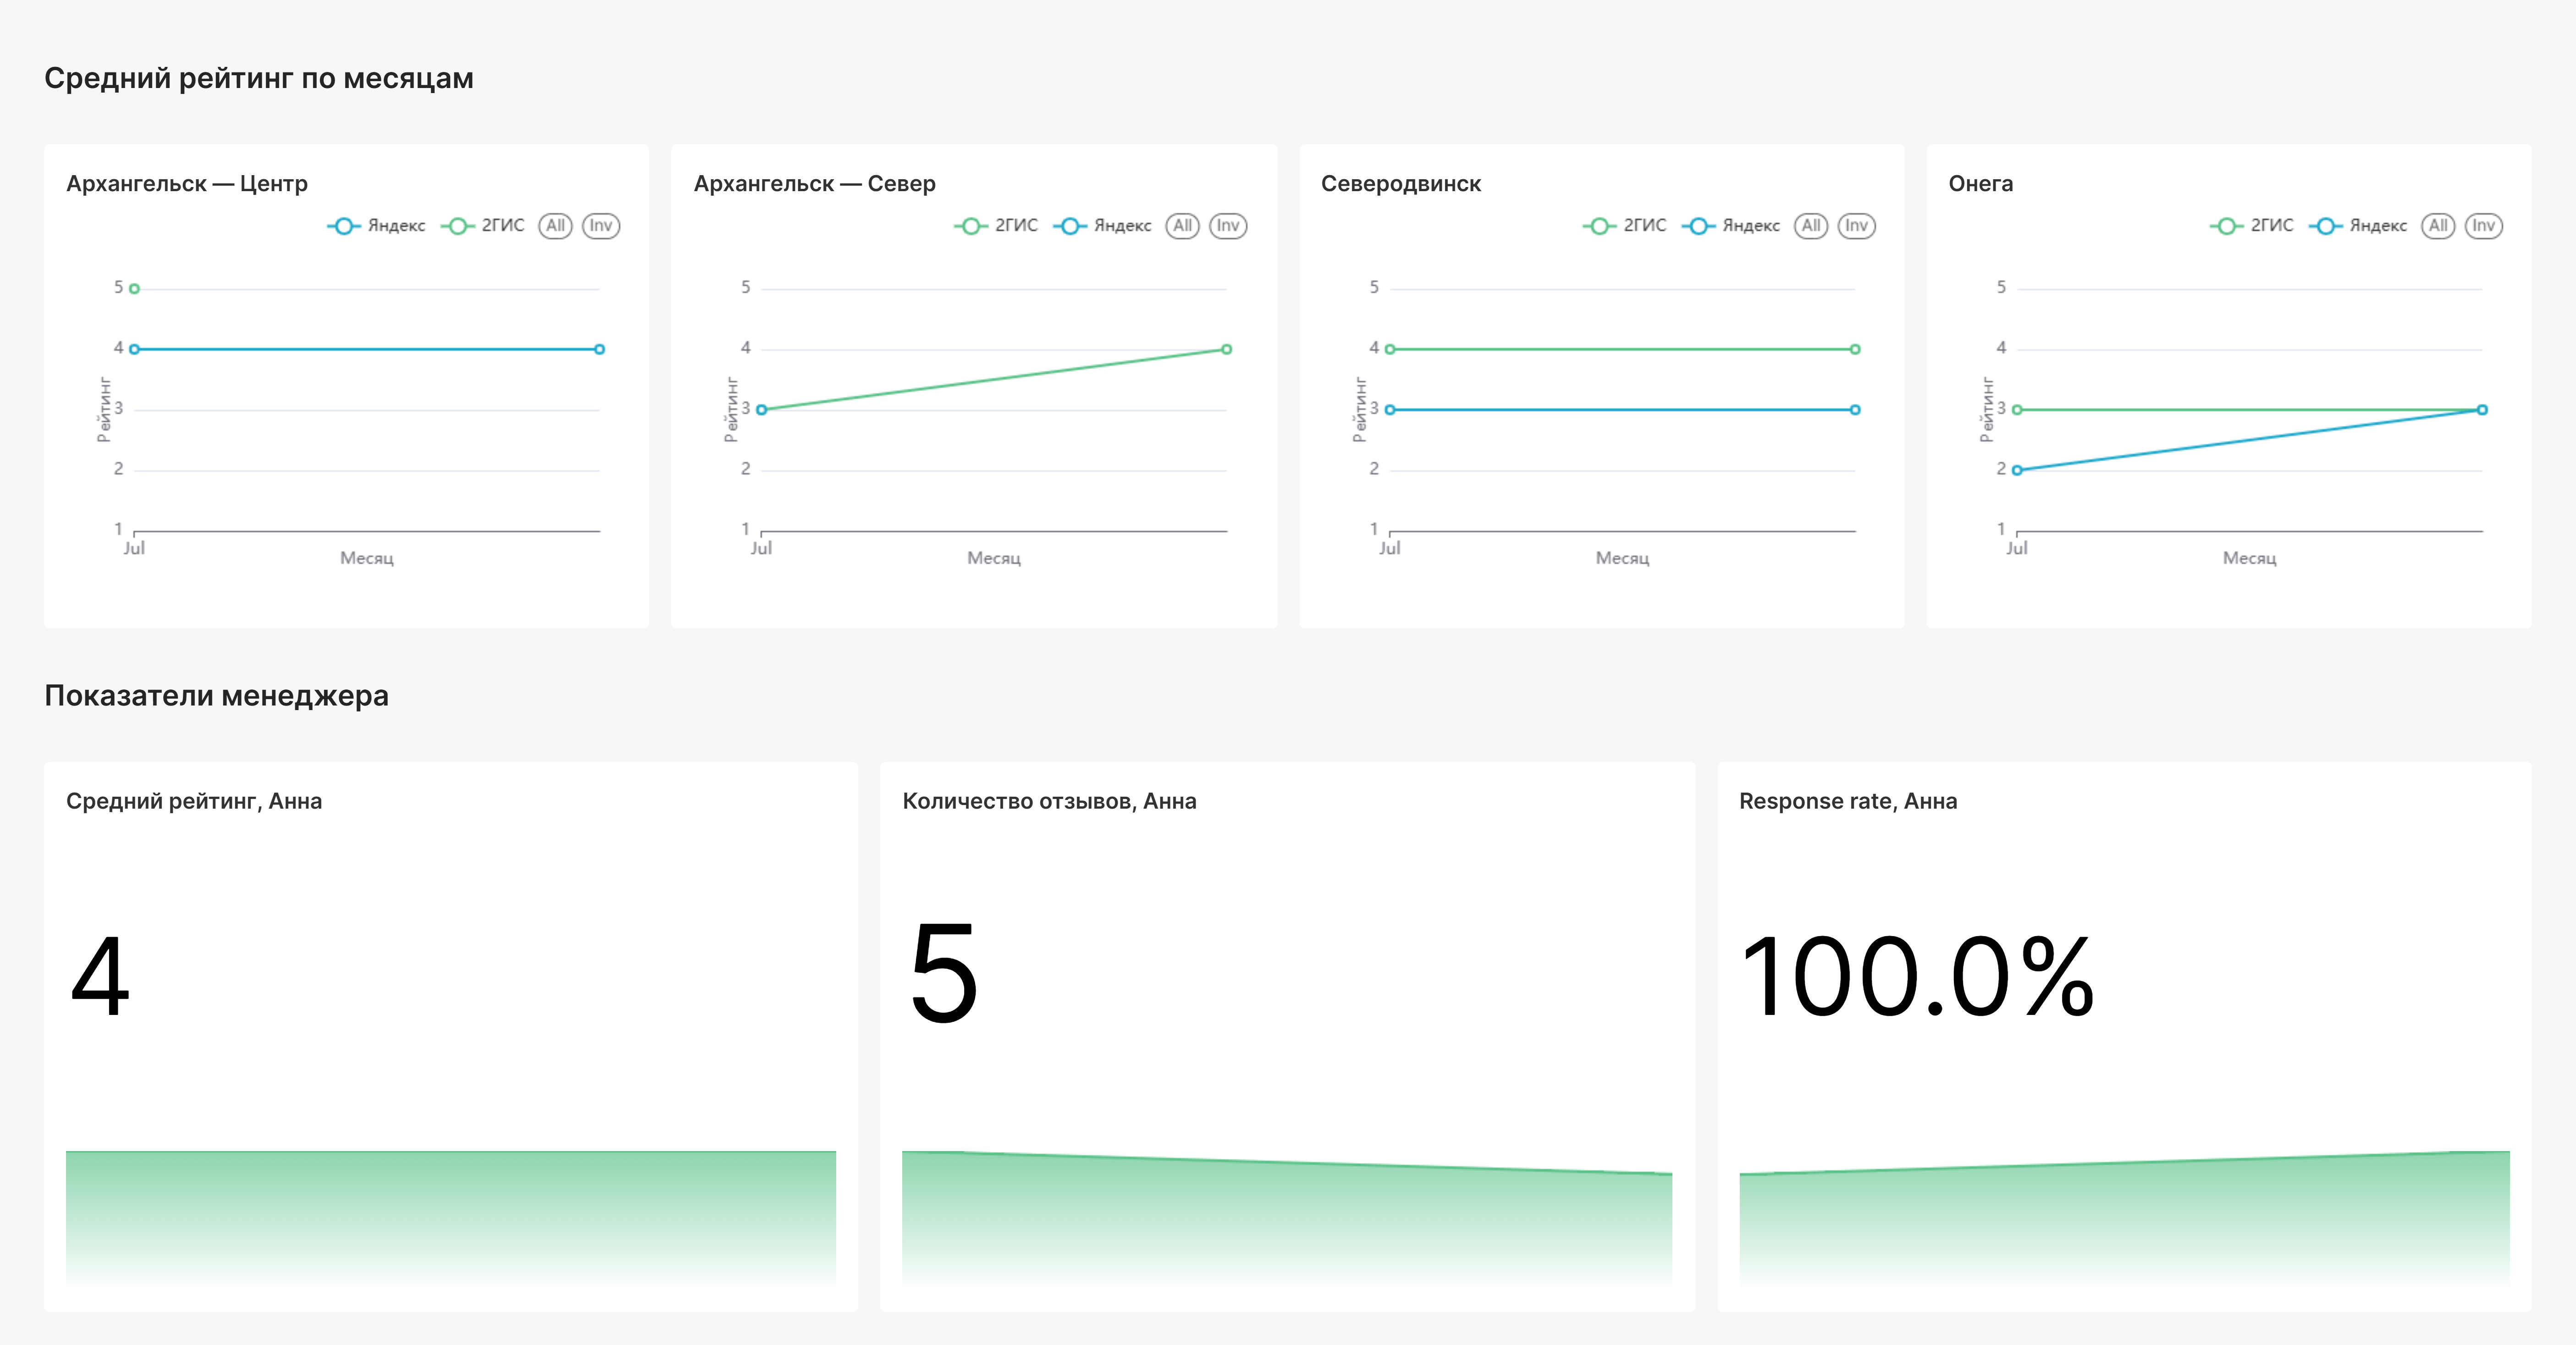 Средний рейтинг по месяцам
Архангельск — Центр
Яндекс 2ГИС All Inv
5
4
3
2
1
Рейтинг
Jul
Месяц
Архангельск — Север
2ГИС Яндекс All Inv
5
4
3
2
1
Рейтинг
Jul
Месяц
Северодвинск
2ГИС Яндекс All Inv
5
4
3
2
1
Рейтинг
Jul
Месяц
Онега
2ГИС Яндекс All Inv
5
4
3
2
1
Рейтинг
Jul
Месяц
Показатели менеджера
Средний рейтинг, Анна
4
Количество отзывов, Анна
5
Response rate, Анна
100.0%